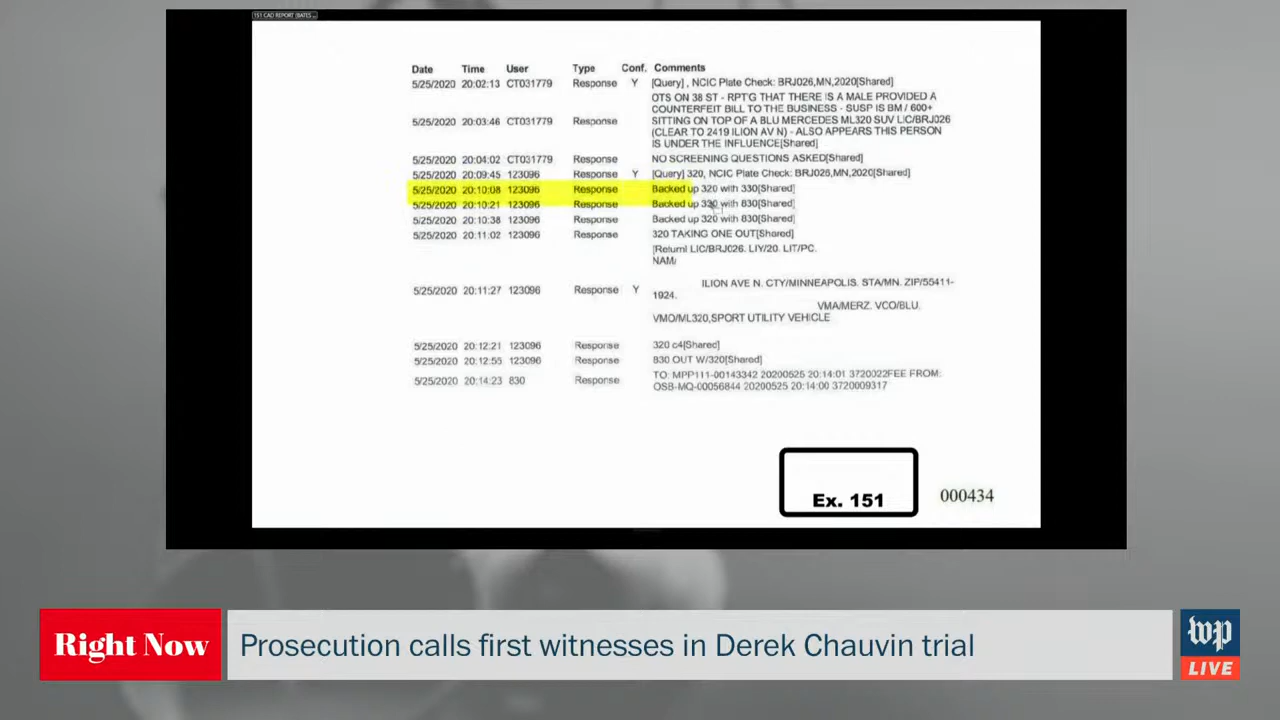 151 CAD REPORT [BATES ...
Date Time User Type Conf. Comments
5/25/2020 20:02:13 CT031779 Response Y [Query] , NCIC Plate Check: BRJ026,MN,2020[Shared]
OTS ON 38 ST - RPT'G THAT THERE IS A MALE PROVIDED A
COUNTERFEIT BILL TO THE BUSINESS - SUSP IS BM / 600+
5/25/2020 20:03:46 CT031779 Response SITTING ON TOP OF A BLU MERCEDES ML320 SUV LIC/BRJ026
(CLEAR TO 2419 ILION AV N) - ALSO APPEARS THIS PERSON
IS UNDER THE INFLUENCE[Shared]
5/25/2020 20:04:02 CT031779 Response NO SCREENING QUESTIONS ASKED[Shared]
5/25/2020 20:09:45 123096 Response Y [Query] 320, NCIC Plate Check: BRJ026,MN,2020[Shared]
5/25/2020 20:10:08 123096 Response Backed up 320 with 330[Shared]
5/25/2020 20:10:21 123096 Response Backed up 320 with 830[Shared]
5/25/2020 20:10:38 123096 Response Backed up 320 with 830[Shared]
5/25/2020 20:11:02 123096 Response 320 TAKING ONE OUT[Shared]
[Return] LIC/BRJ026. LIY/20. LIT/PC.
NAM/
ILION AVE N. CTY/MINNEAPOLIS. STA/MN. ZIP/55411-
5/25/2020 20:11:27 123096 Response Y 1924.
VMA/MERZ. VCO/BLU.
VMO/ML320,SPORT UTILITY VEHICLE
5/25/2020 20:12:21 123096 Response 320 c4[Shared]
5/25/2020 20:12:55 123096 Response 830 OUT W/320[Shared]
5/25/2020 20:14:23 830 Response TO: MPP111-00143342 20200525 20:14:01 3720022FEE FROM:
OSB-MQ-00056844 20200525 20:14:00 3720009317
Ex. 151
000434
Right Now
Prosecution calls first witnesses in Derek Chauvin trial
wp
LIVE